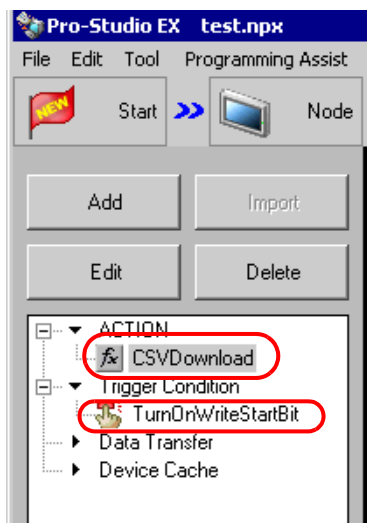 Pro-Studio EX test.npx
File Edit Tool Programming Assist
NEW Start >> Node
Add Import
Edit Delete
ACTION
fx CSVDownload
Trigger Condition
TurnOnWriteStartBit
Data Transfer
Device Cache